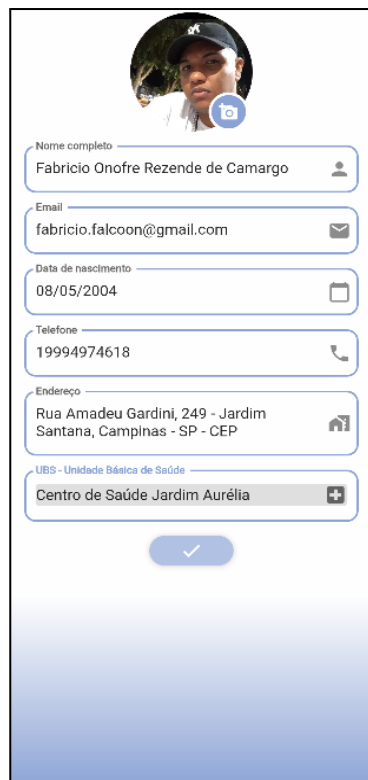 Nome completo
Fabricio Onofre Rezende de Camargo
Email
fabricio.falcoon@gmail.com
Data de nascimento
08/05/2004
Telefone
19994974618
Endereço
Rua Amadeu Gardini, 249 - Jardim
Santana, Campinas - SP - CEP
UBS - Unidade Básica de Saúde
Centro de Saúde Jardim Aurélia